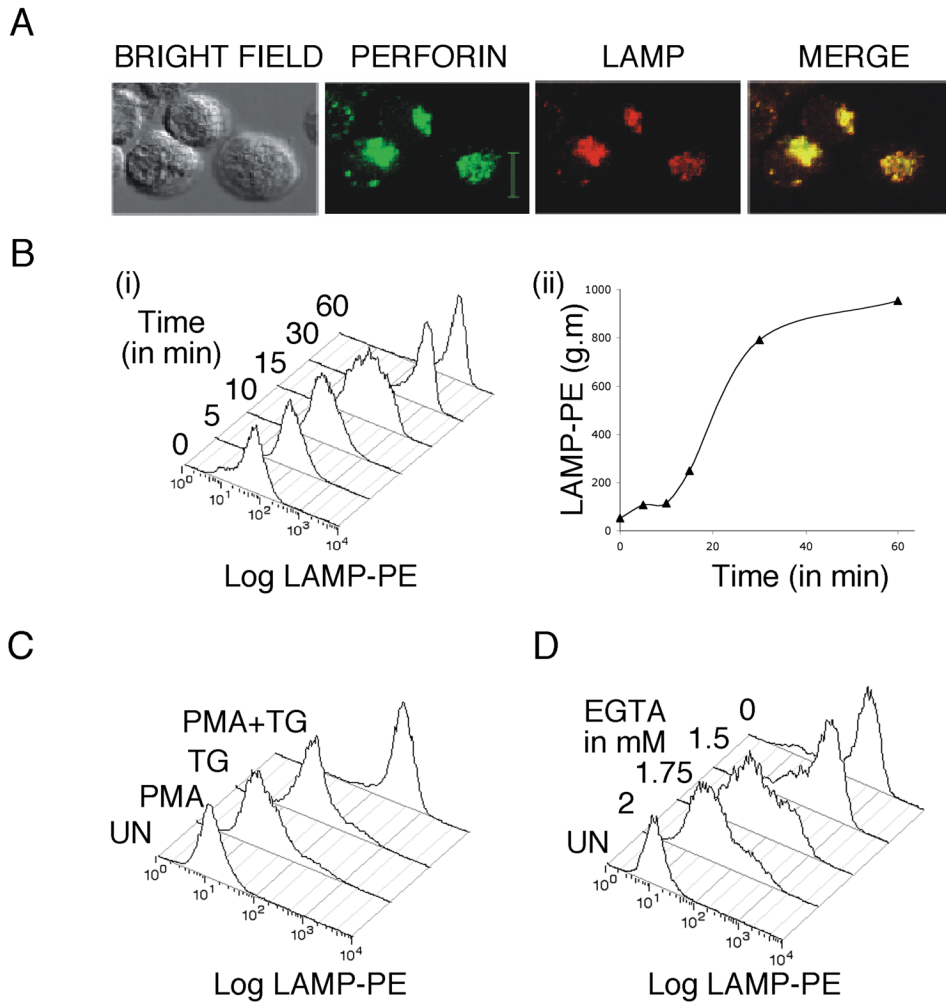 A
BRIGHT FIELD PERFORIN LAMP MERGE
B
(i)
Time
(in min)
60
30
15
10
5
0
10^0 10^1 10^2 10^3 10^4
Log LAMP-PE
(ii)
LAMP-PE (g.m)
1000
800
600
400
200
0
0 20 40 60
Time (in min)
C
PMA+TG
TG
PMA
UN
10^0 10^1 10^2 10^3 10^4
Log LAMP-PE
D
EGTA
in mM
0
1.5
1.75
2
UN
10^0 10^1 10^2 10^3 10^4
Log LAMP-PE